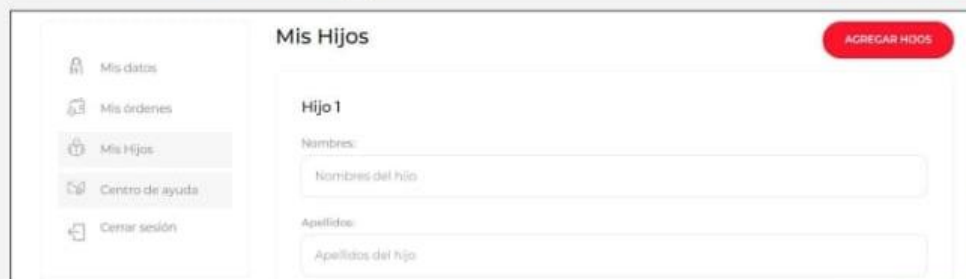 Mis Hijos
AGREGAR HIJOS
Mis datos
Mis órdenes
Mis Hijos
Centro de ayuda
Cerrar sesión
Hijo 1
Nombres:
Nombres del hijo
Apellidos:
Apellidos del hijo